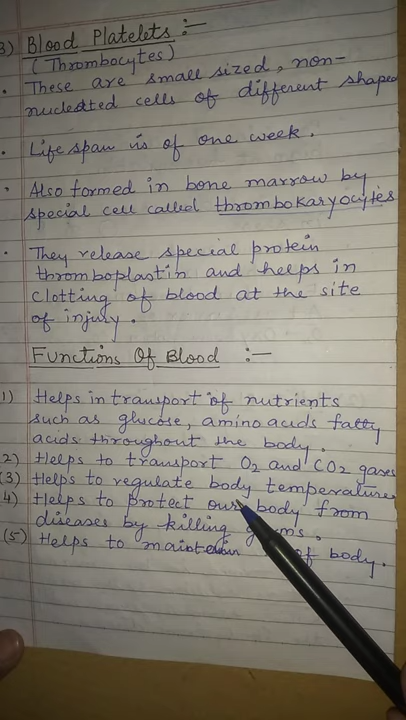 3) Blood Platelets :-
(Thrombocytes)
• These are small sized, non-
nucleated cells of different shaped
• Life span is of one week.
• Also formed in bone marrow by
special cell called thrombokaryocytes
• They release special protein
thromboplastin and helps in
clotting of blood at the site
of injury.
Functions Of Blood :-
1) Helps in transport of nutrients
such as glucose, amino acids fatty
acids throughout the body.
2) Helps to transport O2 and CO2 gases
(3) Helps to regulate body temperature
4) Helps to protect our body from
diseases by killing germs.
(5) Helps to maintain of body.